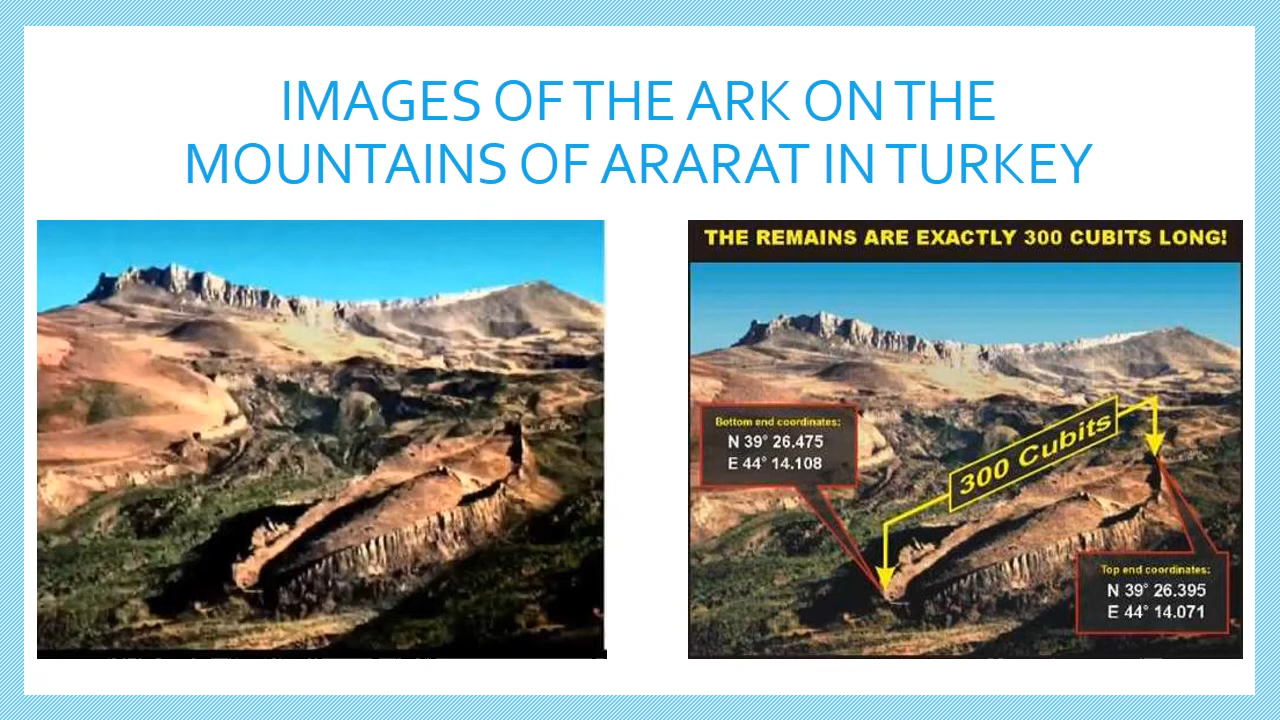 IMAGES OF THE ARK ON THE
MOUNTAINS OF ARARAT IN TURKEY
THE REMAINS ARE EXACTLY 300 CUBITS LONG!
Bottom end coordinates:
N 39° 26.475
E 44° 14.108
300 Cubits
Top end coordinates:
N 39° 26.395
E 44° 14.071